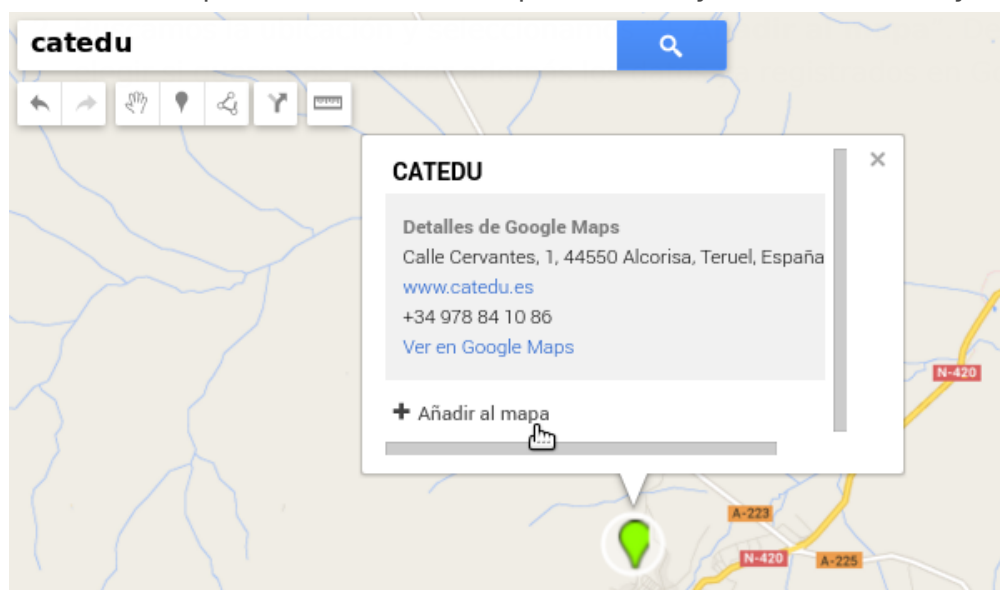 catedu
CATEDU
Detalles de Google Maps
Calle Cervantes, 1, 44550 Alcorisa, Teruel, España
www.catedu.es
+34 978 84 10 86
Ver en Google Maps
+ Añadir al mapa
N-420
A-223
N-420
A-225